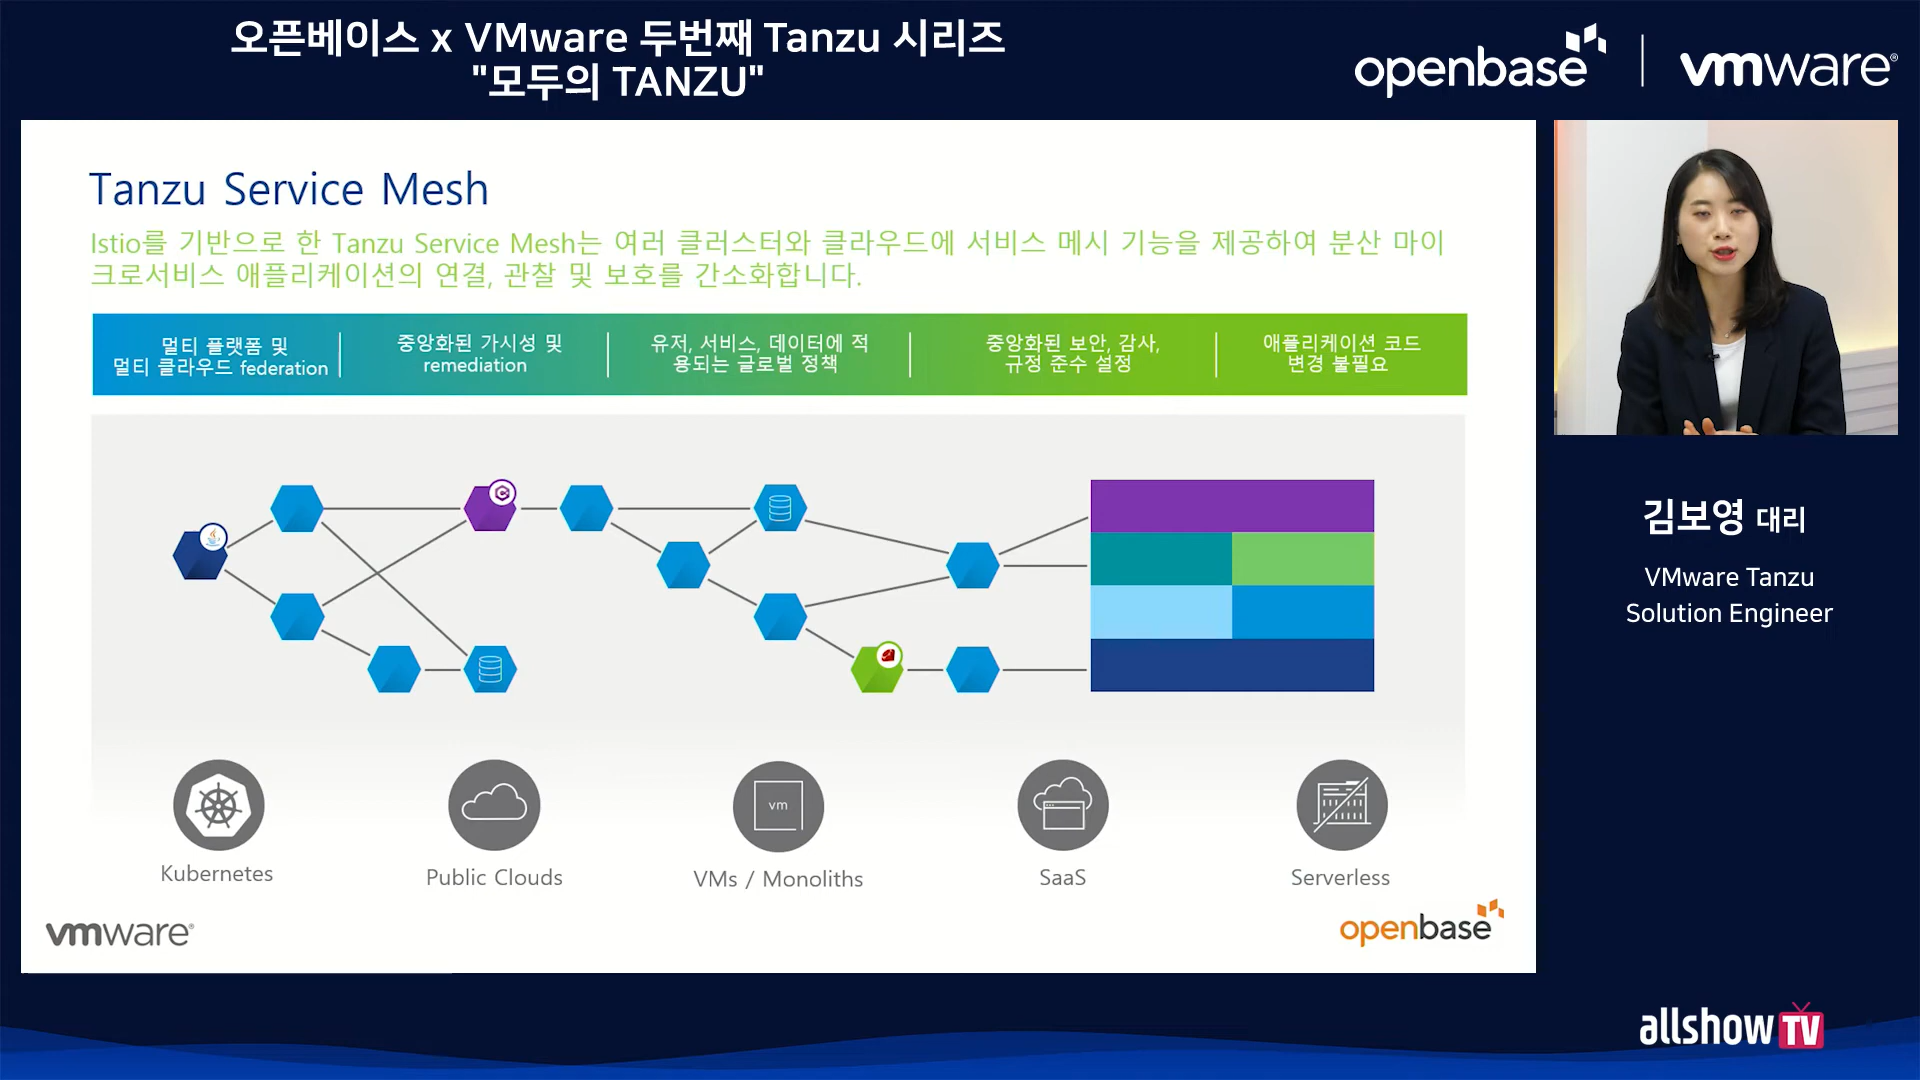 오픈베이스 x VMware 두번째 Tanzu 시리즈
"모두의 TANZU"
openbase
vmware®
Tanzu Service Mesh
Istio를 기반으로 한 Tanzu Service Mesh는 여러 클러스터와 클라우드에 서비스 메시 기능을 제공하여 분산 마이
크로서비스 애플리케이션의 연결, 관찰 및 보호를 간소화합니다.
멀티 플랫폼 및
멀티 클라우드 federation
중앙화된 가시성 및
remediation
유저, 서비스, 데이터에 적
용되는 글로벌 정책
중앙화된 보안, 감사,
규정 준수 설정
애플리케이션 코드
변경 불필요
vm
Kubernetes
Public Clouds
VMs / Monoliths
SaaS
Serverless
vmware®
openbase
김보영 대리
VMware Tanzu
Solution Engineer
allshow TV